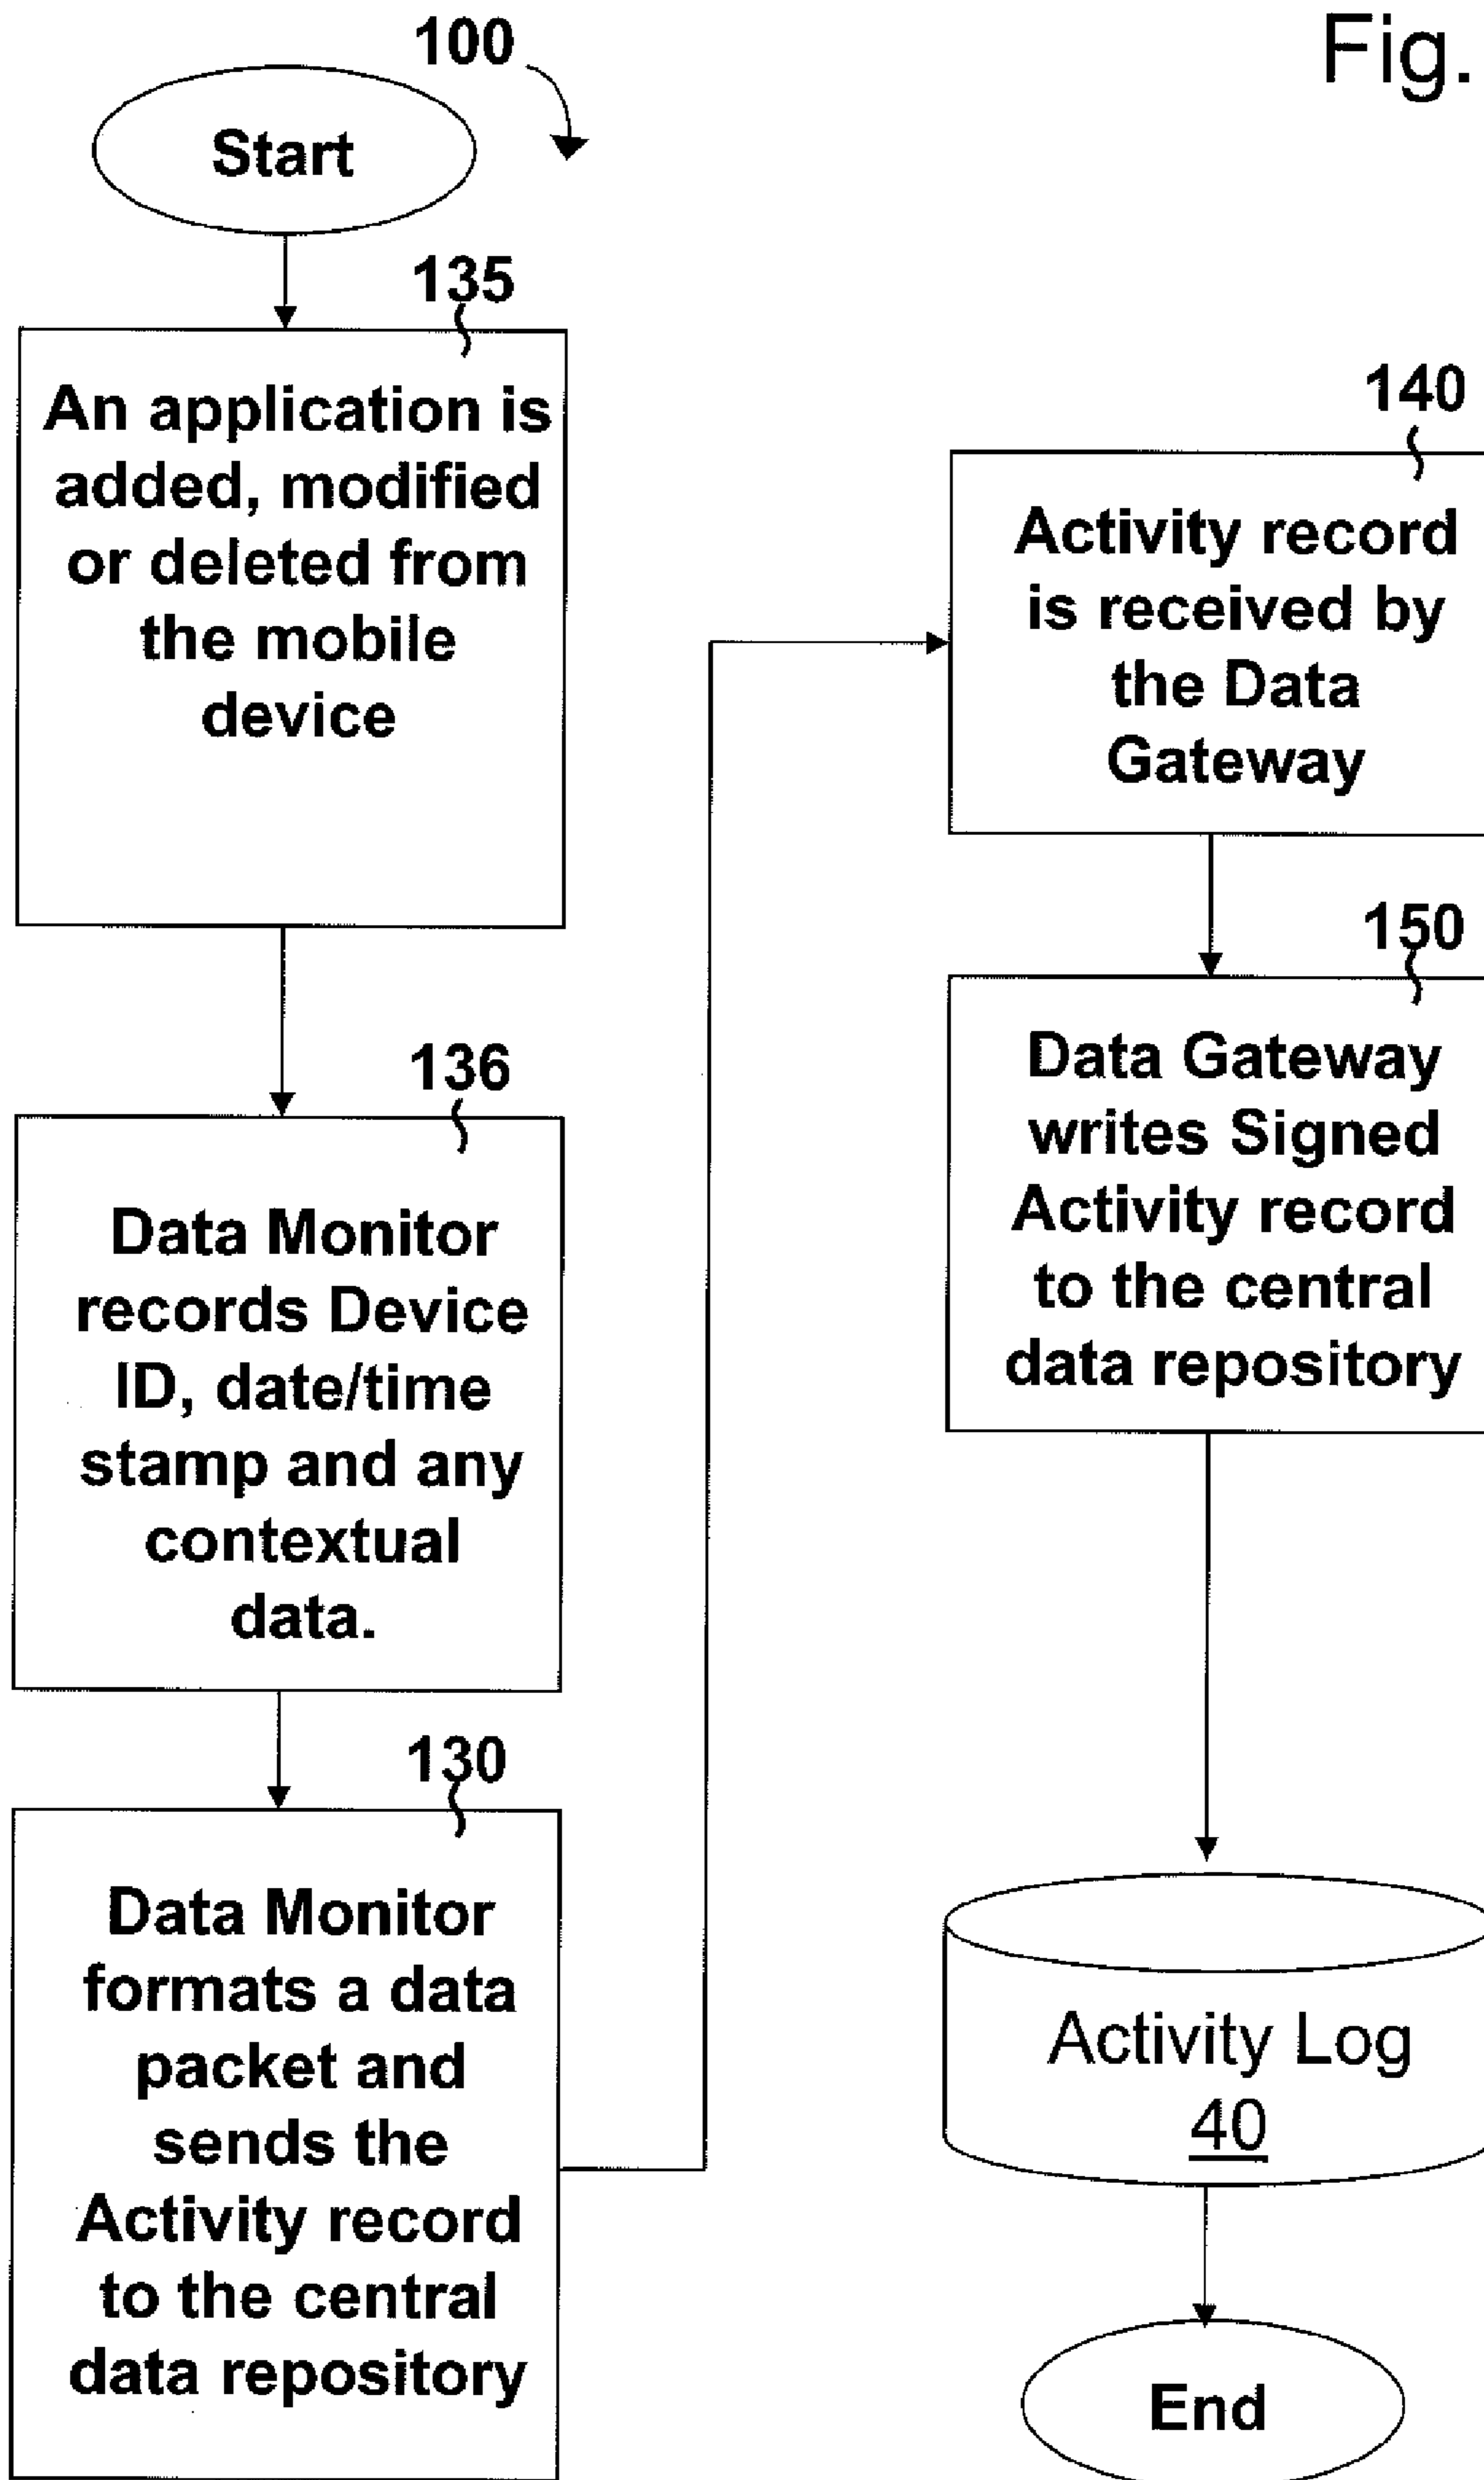 100
Fig.
Start
135
An application is
added, modified
or deleted from
the mobile
device
136
Data Monitor
records Device
ID, date/time
stamp and any
contextual
data.
130
Data Monitor
formats a data
packet and
sends the
Activity record
to the central
data repository
140
Activity record
is received by
the Data
Gateway
150
Data Gateway
writes Signed
Activity record
to the central
data repository
Activity Log
40
End